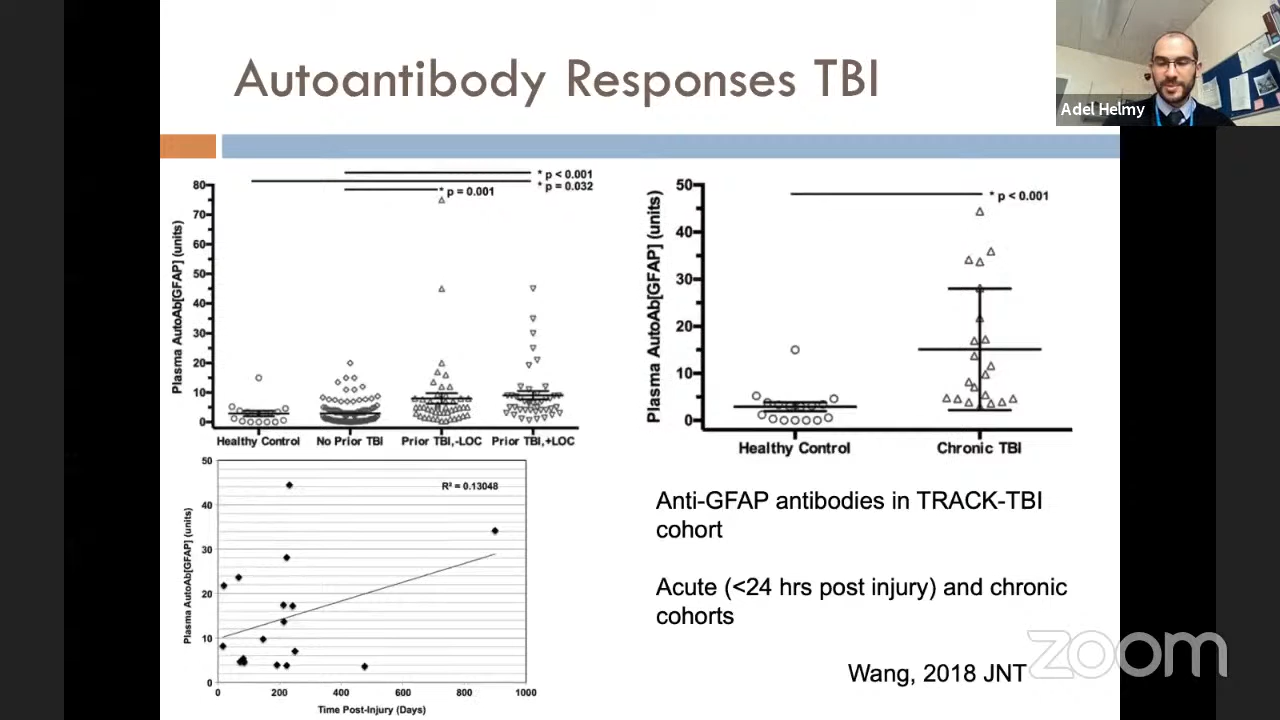 Autoantibody Responses TBI
Adel Helmy
* p < 0.001
* p = 0.032
* p = 0.001
80
70
60
50
40
30
20
10
0
Plasma AutoAb[GFAP] (units)
Healthy Control No Prior TBI Prior TBI,-LOC Prior TBI,+LOC
* p < 0.001
50
40
30
20
10
0
Plasma AutoAb[GFAP] (units)
Healthy Control Chronic TBI
R² = 0.13048
50
40
30
20
10
0
Plasma AutoAb[GFAP] (units)
0 200 400 600 800 1000
Time Post-Injury (Days)
Anti-GFAP antibodies in TRACK-TBI
cohort
Acute (<24 hrs post injury) and chronic
cohorts
Wang, 2018 JNT
zoom